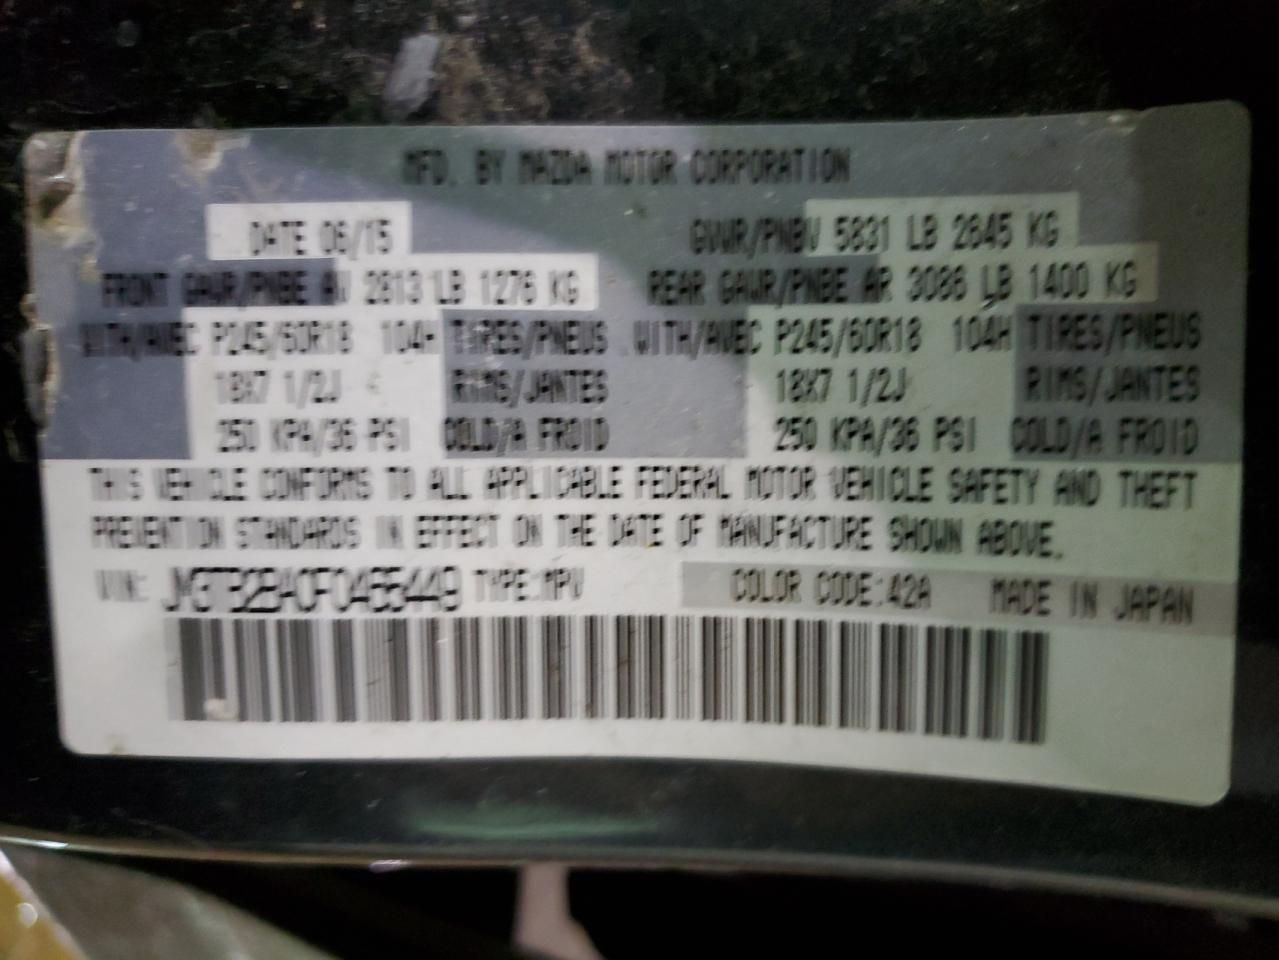 MFD. BY MAZDA MOTOR CORPORATION
DATE 06/15 GVWR/PNBV 5831 LB 2645 KG
FRONT GAWR/PNBE AV 2813 LB 1276 KG REAR GAWR/PNBE AR 3086 LB 1400 KG
WITH/AVEC P245/60R18 104H TIRES/PNEUS WITH/AVEC P245/60R18 104H TIRES/PNEUS
18X7 1/2J RIMS/JANTES 18X7 1/2J RIMS/JANTES
250 KPA/36 PSI COLD/A FROID 250 KPA/36 PSI COLD/A FROID
THIS VEHICLE CONFORMS TO ALL APPLICABLE FEDERAL MOTOR VEHICLE SAFETY AND THEFT
PREVENTION STANDARDS IN EFFECT ON THE DATE OF MANUFACTURE SHOWN ABOVE.
VIN: JM3TB2BA0F0465449 TYPE:MPV COLOR CODE:42A MADE IN JAPAN